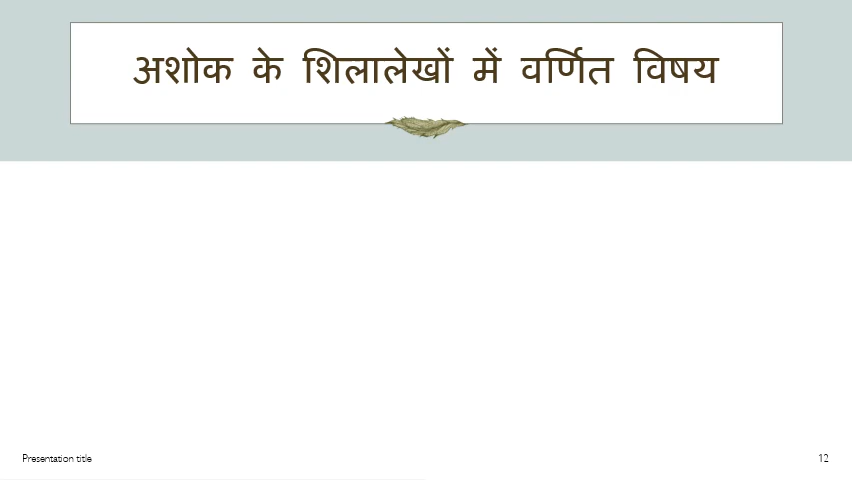 अशोक के शिलालेखों में वर्णित विषय
Presentation title
12